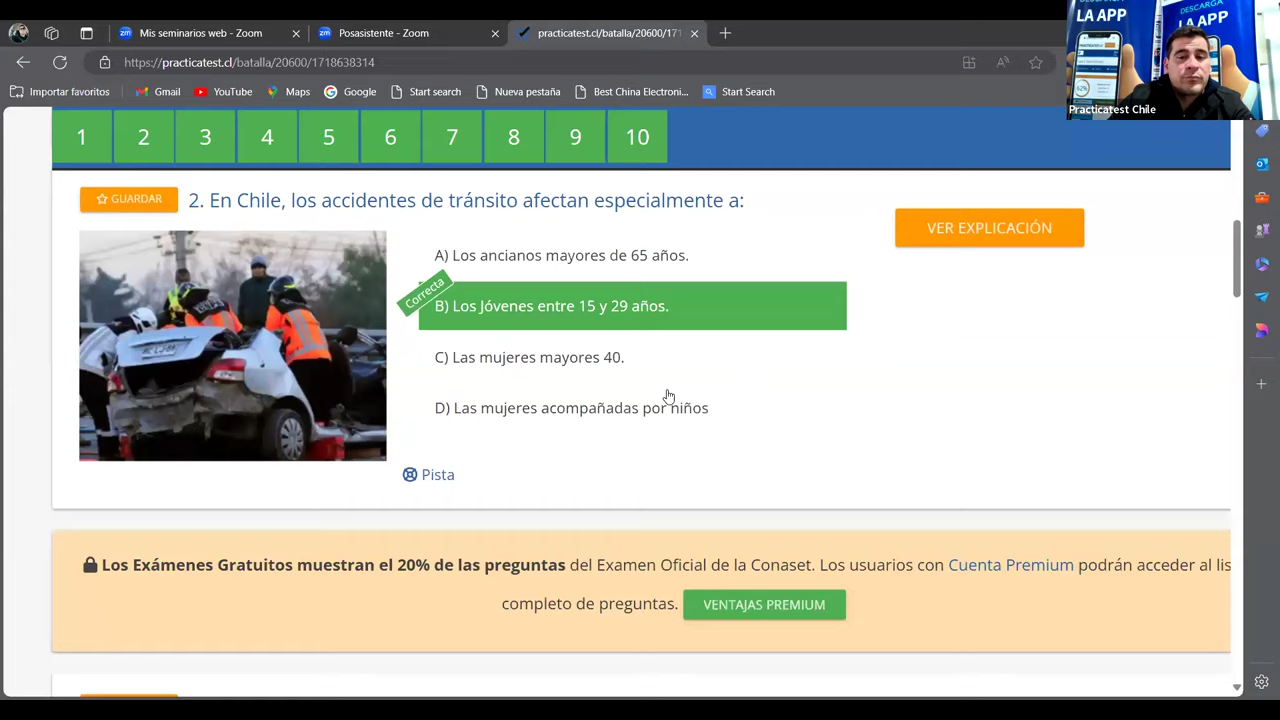 Mis seminarios web - Zoom
Posasistente - Zoom
practicatest.cl/batalla/20600/171
https://practicatest.cl/batalla/20600/1718638314
Importar favoritos
Gmail
YouTube
Maps
Google
Start search
Nueva pestaña
Best China Electroni...
Start Search
DESCARGA
LA APP
DESCARGA
LA APP
62%
Practicatest Chile
1 2 3 4 5 6 7 8 9 10
GUARDAR
2. En Chile, los accidentes de tránsito afectan especialmente a:
VER EXPLICACIÓN
A) Los ancianos mayores de 65 años.
Correcta
B) Los Jóvenes entre 15 y 29 años.
C) Las mujeres mayores 40.
D) Las mujeres acompañadas por niños
Pista
Los Exámenes Gratuitos muestran el 20% de las preguntas del Examen Oficial de la Conaset. Los usuarios con Cuenta Premium podrán acceder al lis
completo de preguntas. VENTAJAS PREMIUM